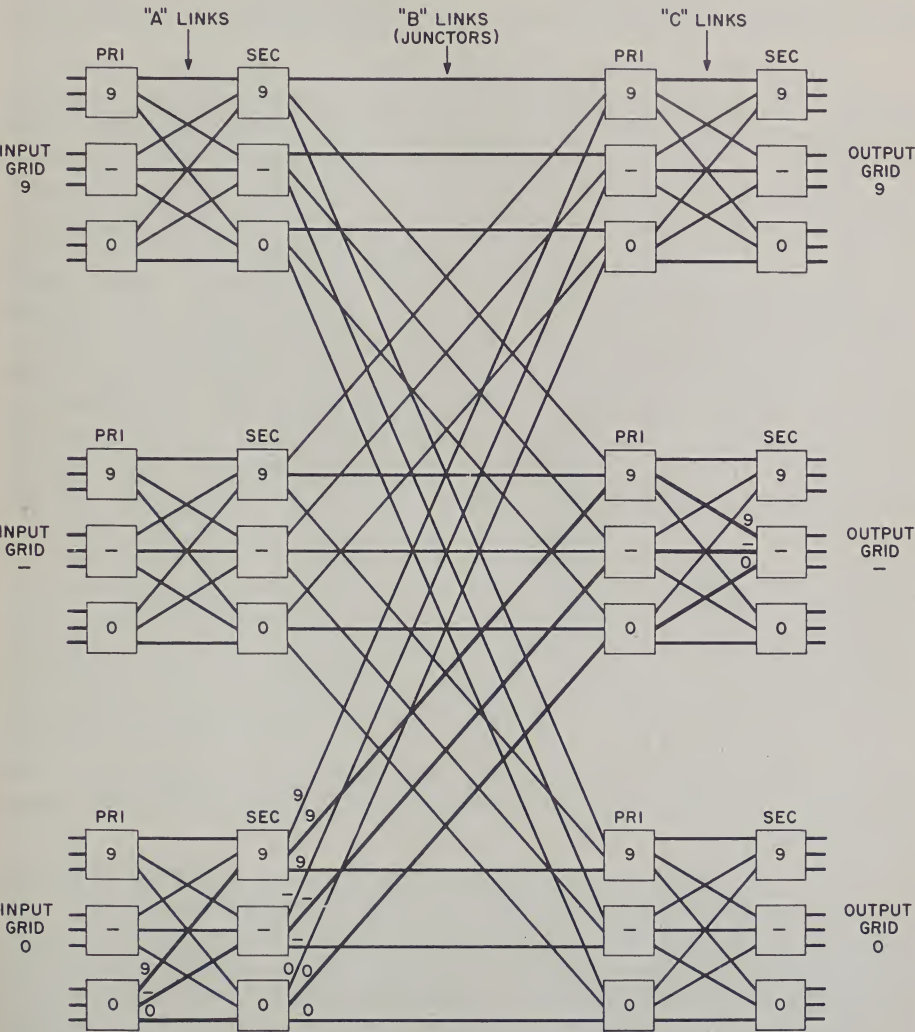 "A" LINKS
"B" LINKS
(JUNCTORS)
"C" LINKS
PRI SEC PRI SEC
9 9 9 9
INPUT
GRID
9
- - - -
OUTPUT
GRID
9
0 0 0 0
PRI SEC PRI SEC
9 9 9 9
9
INPUT
GRID
-
- - - - -
OUTPUT
GRID
-
0
0 0 0 0
9
9
PRI SEC PRI SEC
9 9 9 9 9
-
-
INPUT
GRID
0
- - - - -
OUTPUT
GRID
0
9 0 0
-
0 0 0 0 0 0